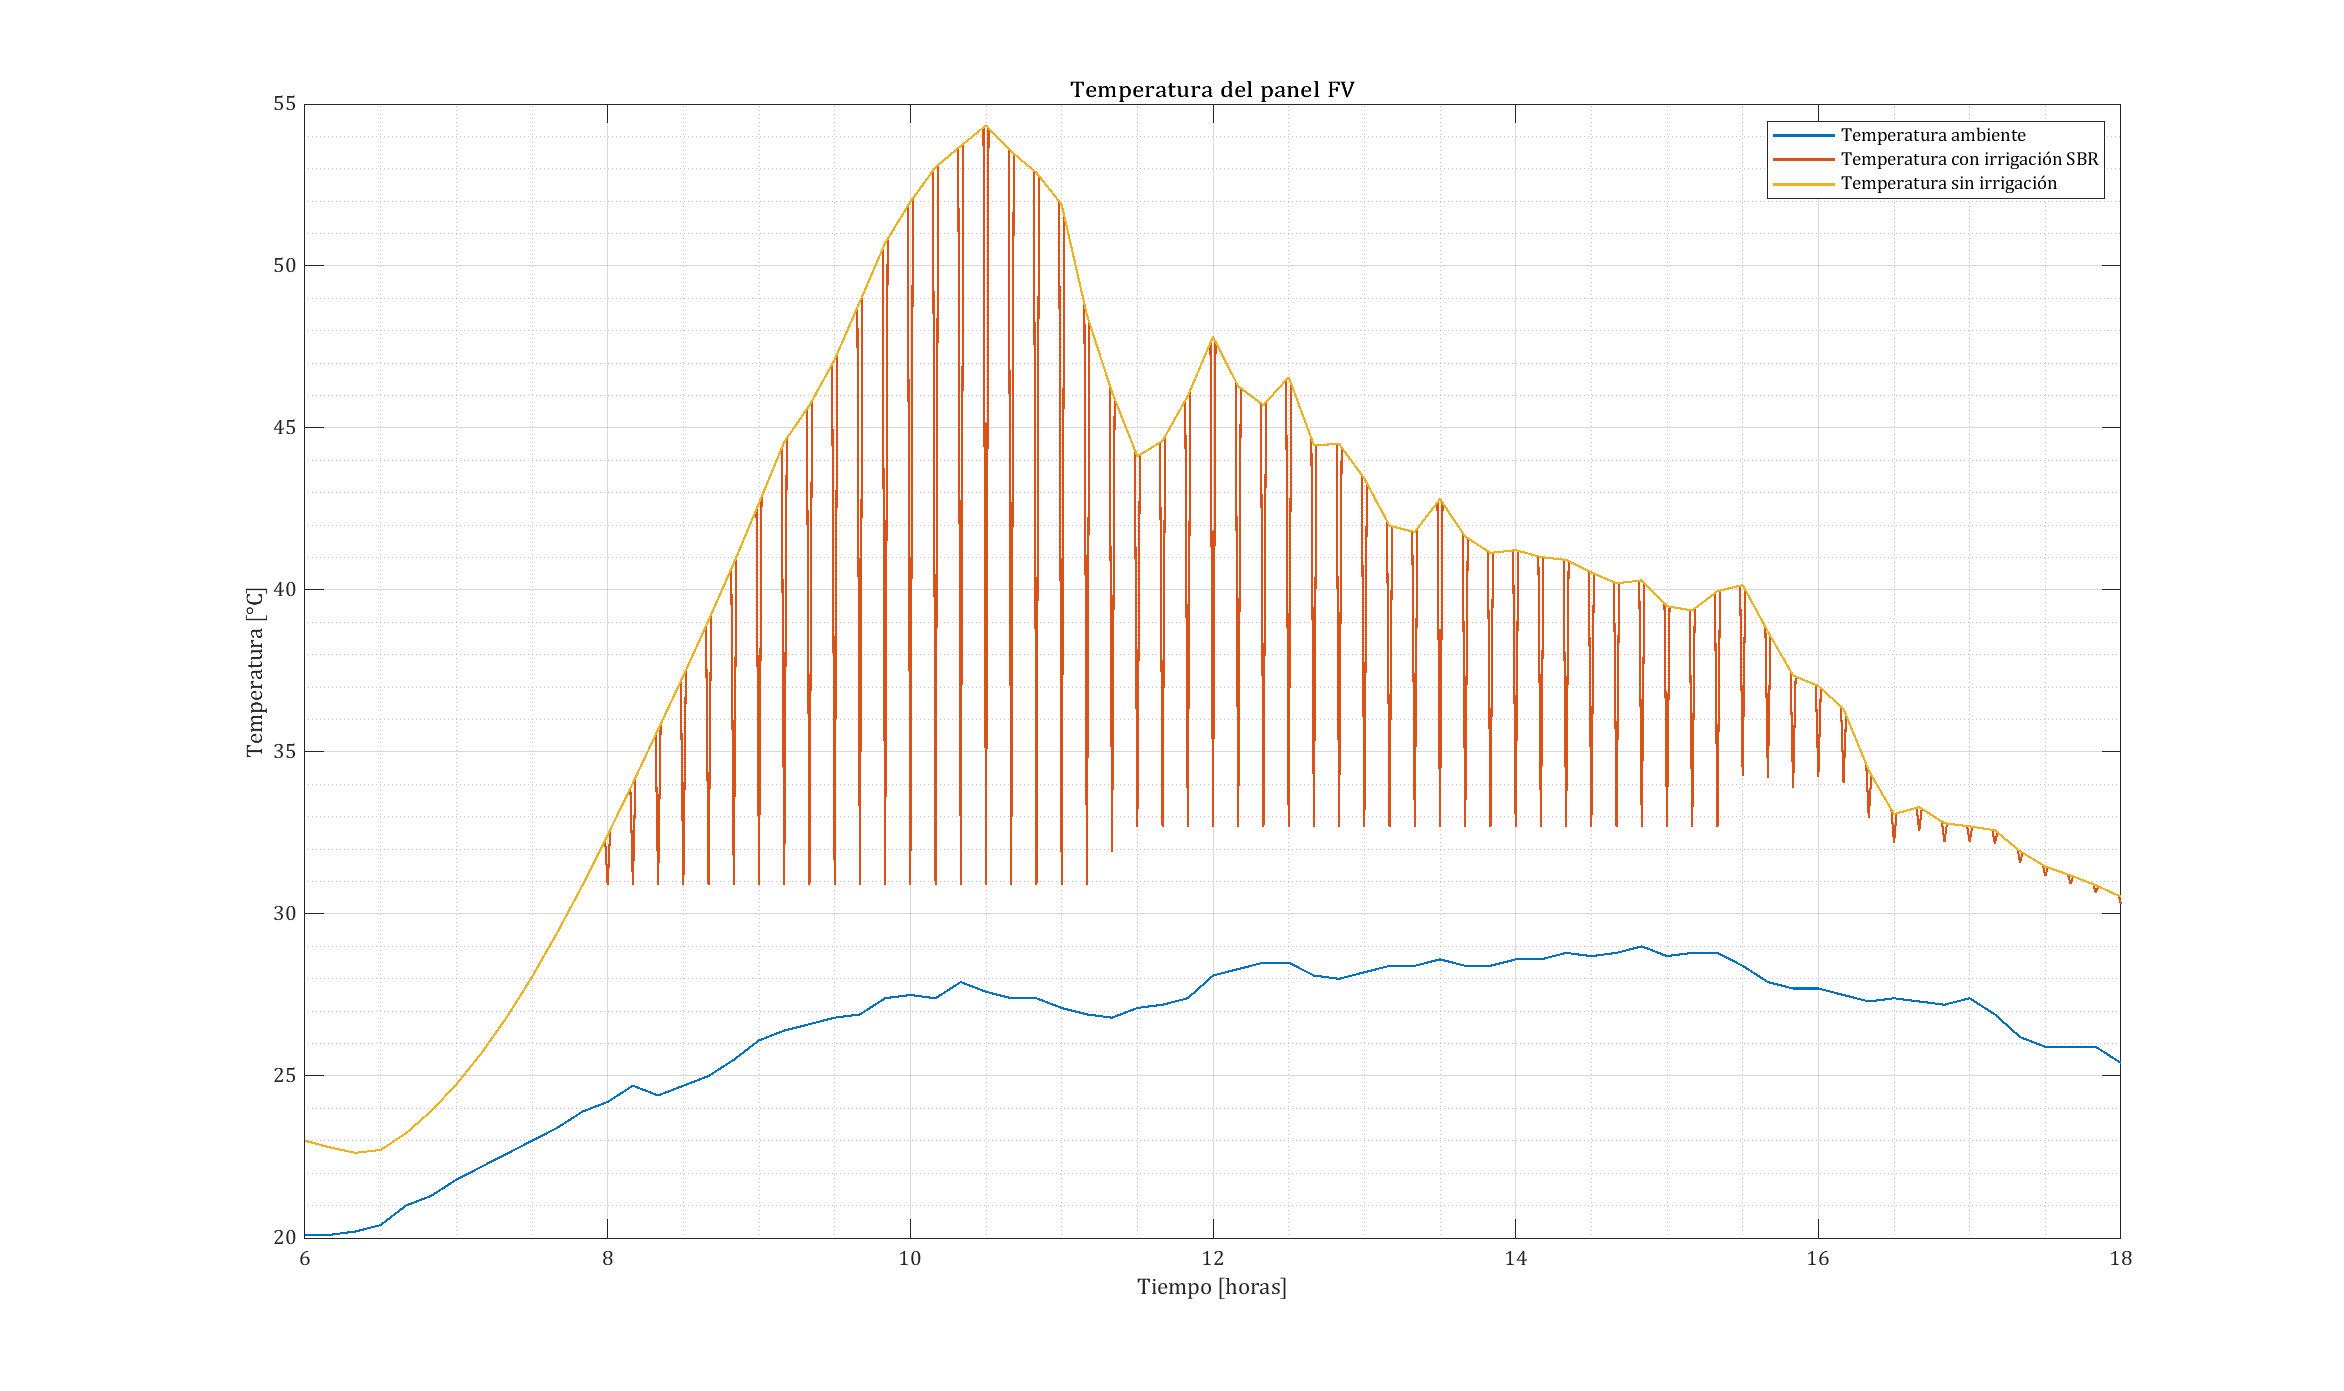 Temperatura del panel FV
Temperatura ambiente
Temperatura con irrigación SBR
Temperatura sin irrigación
55
50
45
40
35
30
25
20
Temperatura [°C]
6 8 10 12 14 16 18
Tiempo [horas]